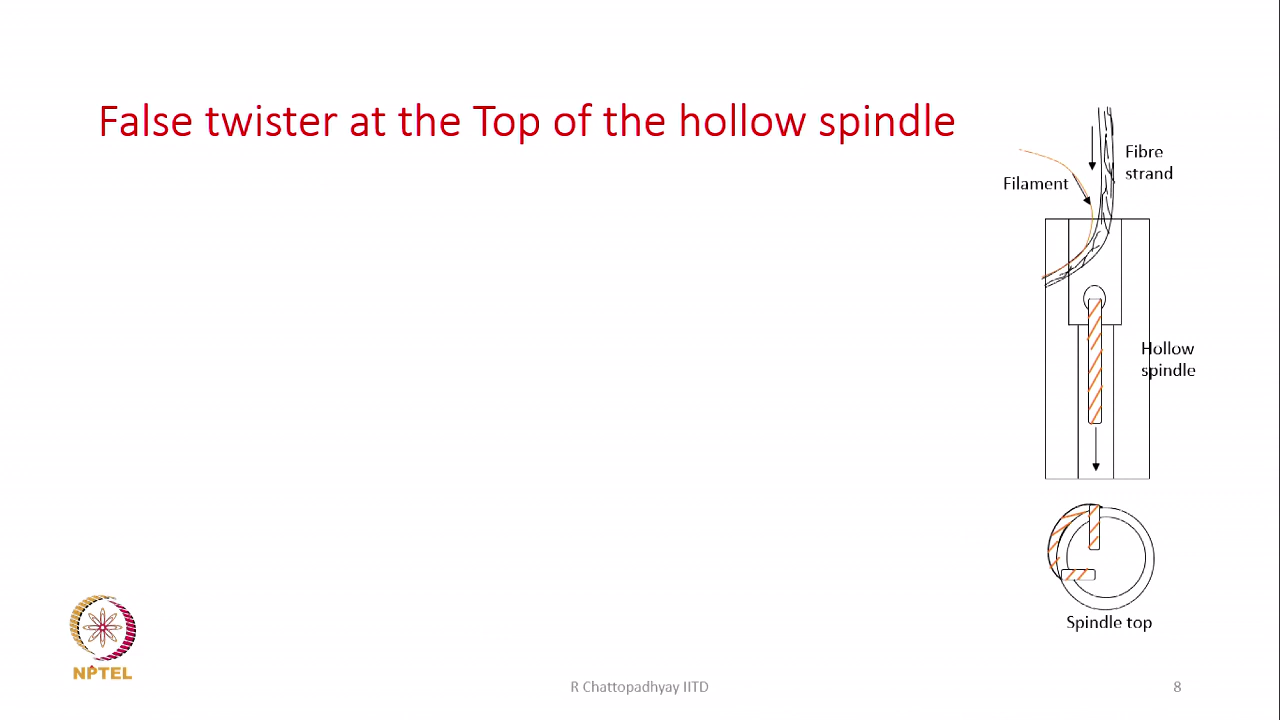 False twister at the Top of the hollow spindle
Fibre
strand
Filament
Hollow
spindle
Spindle top
NPTEL
R Chattopadhyay IITD
8